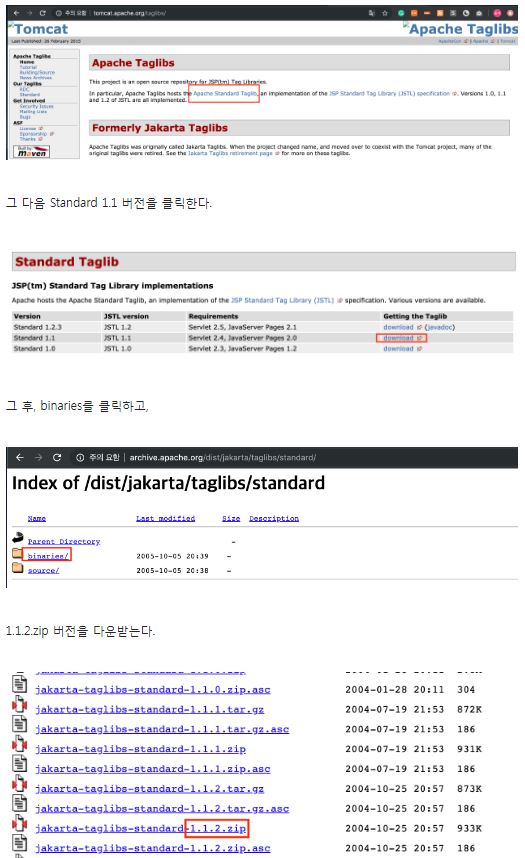 주의 요함 | tomcat.apache.org/taglibs/
Tomcat
Apache Taglibs
Last Published: 26 February 2015
ApacheCon | Apache | Tomcat
Apache Taglibs
Home
Tutorial
Building/Source
News Archives
Our Taglibs
RDC
Standard
Get Involved
Security Issues
Mailing Lists
Bugs
ASF
License
Sponsorship
Thanks
Built by
maven
Apache Taglibs
This project is an open source repository for JSP(tm) Tag Libraries.
In particular, Apache Taglibs hosts the Apache Standard Taglib, an implementation of the JSP Standard Tag Library (JSTL) specification. Versions 1.0, 1.1
and 1.2 of JSTL are all implemented.
Formerly Jakarta Taglibs
Apache Taglibs was originally called Jakarta Taglibs. When the project changed name, and moved over to coexist with the Tomcat project, many of the
original taglibs were retired. See the Jakarta Taglibs retirement page for more on these taglibs.
그 다음 Standard 1.1 버전을 클릭한다.
Standard Taglib
JSP(tm) Standard Tag Library implementations
Apache hosts the Apache Standard Taglib, an implementation of the JSP Standard Tag Library (JSTL) specification. Various versions are available.
Version JSTL version Requirements Getting the Taglib
Standard 1.2.3 JSTL 1.2 Servlet 2.5, JavaServer Pages 2.1 download (javadoc)
Standard 1.1 JSTL 1.1 Servlet 2.4, JavaServer Pages 2.0 download
Standard 1.0 JSTL 1.0 Servlet 2.3, JavaServer Pages 1.2 download
그 후, binaries를 클릭하고,
주의 요함 | archive.apache.org/dist/jakarta/taglibs/standard/
Index of /dist/jakarta/taglibs/standard
Name Last modified Size Description
Parent Directory -
binaries/ 2005-10-05 20:39 -
source/ 2005-10-05 20:38 -
1.1.2.zip 버전을 다운받는다.
jakarta-taglibs-standard-1.1.0.zip.asc 2004-01-28 20:11 304
jakarta-taglibs-standard-1.1.1.tar.gz 2004-07-19 21:53 872K
jakarta-taglibs-standard-1.1.1.tar.gz.asc 2004-07-19 21:53 186
jakarta-taglibs-standard-1.1.1.zip 2004-07-19 21:53 931K
jakarta-taglibs-standard-1.1.1.zip.asc 2004-07-19 21:53 186
jakarta-taglibs-standard-1.1.2.tar.gz 2004-10-25 20:57 873K
jakarta-taglibs-standard-1.1.2.tar.gz.asc 2004-10-25 20:57 186
jakarta-taglibs-standard-1.1.2.zip 2004-10-25 20:57 933K
jakarta-taglibs-standard-1.1.2.zip.asc 2004-10-25 20:57 186